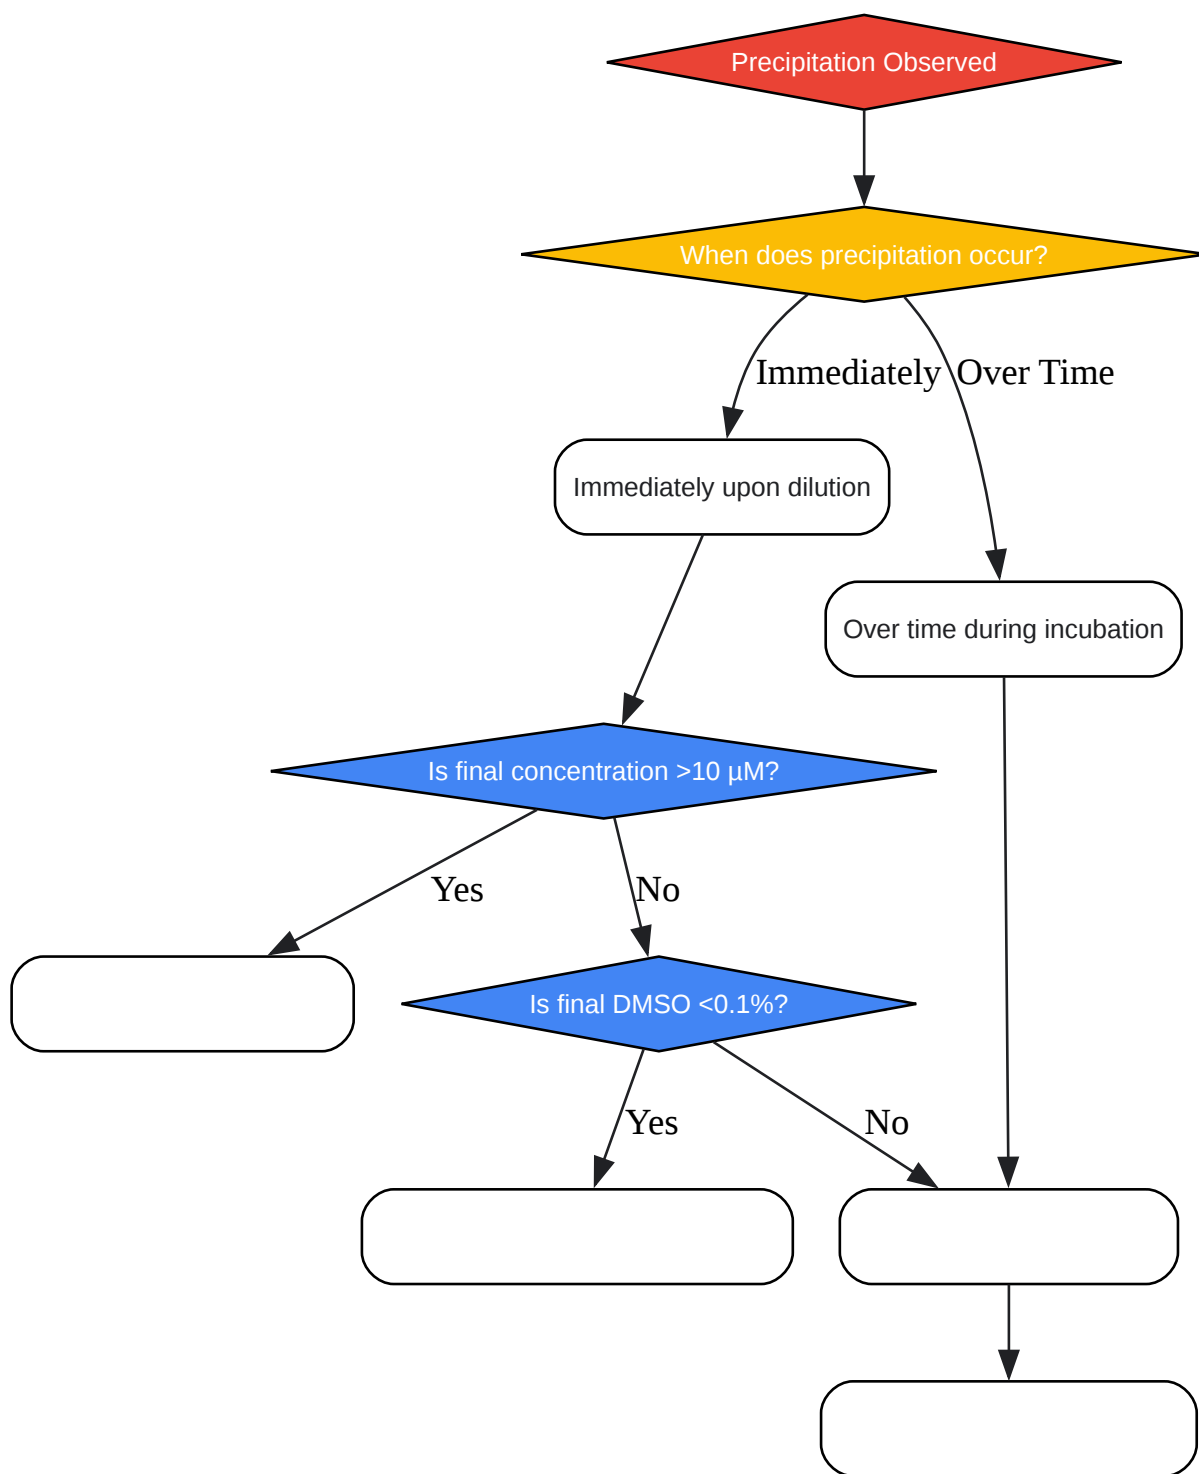 Precipitation Observed
When does precipitation occur?
Immediately
Over Time
Immediately upon dilution
Over time during incubation
Is final concentration >10 µM?
Yes
No
Is final DMSO <0.1%?
Yes
No